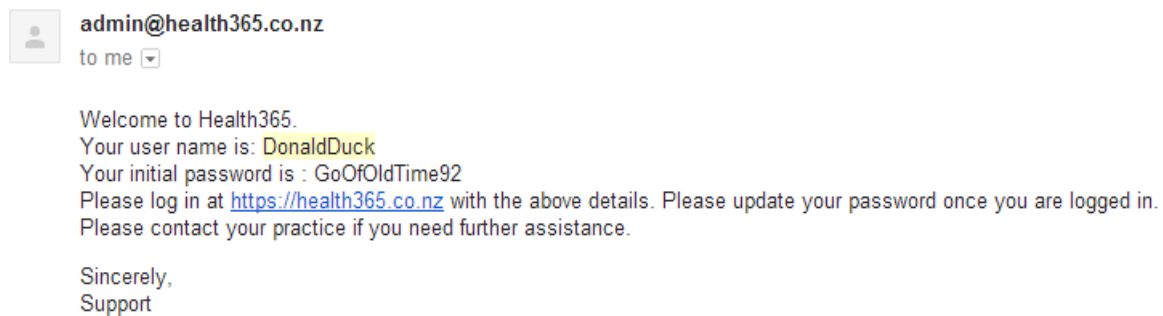 admin@health365.co.nz
to me
Welcome to Health365.
Your user name is: DonaldDuck
Your initial password is : GoOfOldTime92
Please log in at https://health365.co.nz with the above details. Please update your password once you are logged in.
Please contact your practice if you need further assistance.
Sincerely,
Support